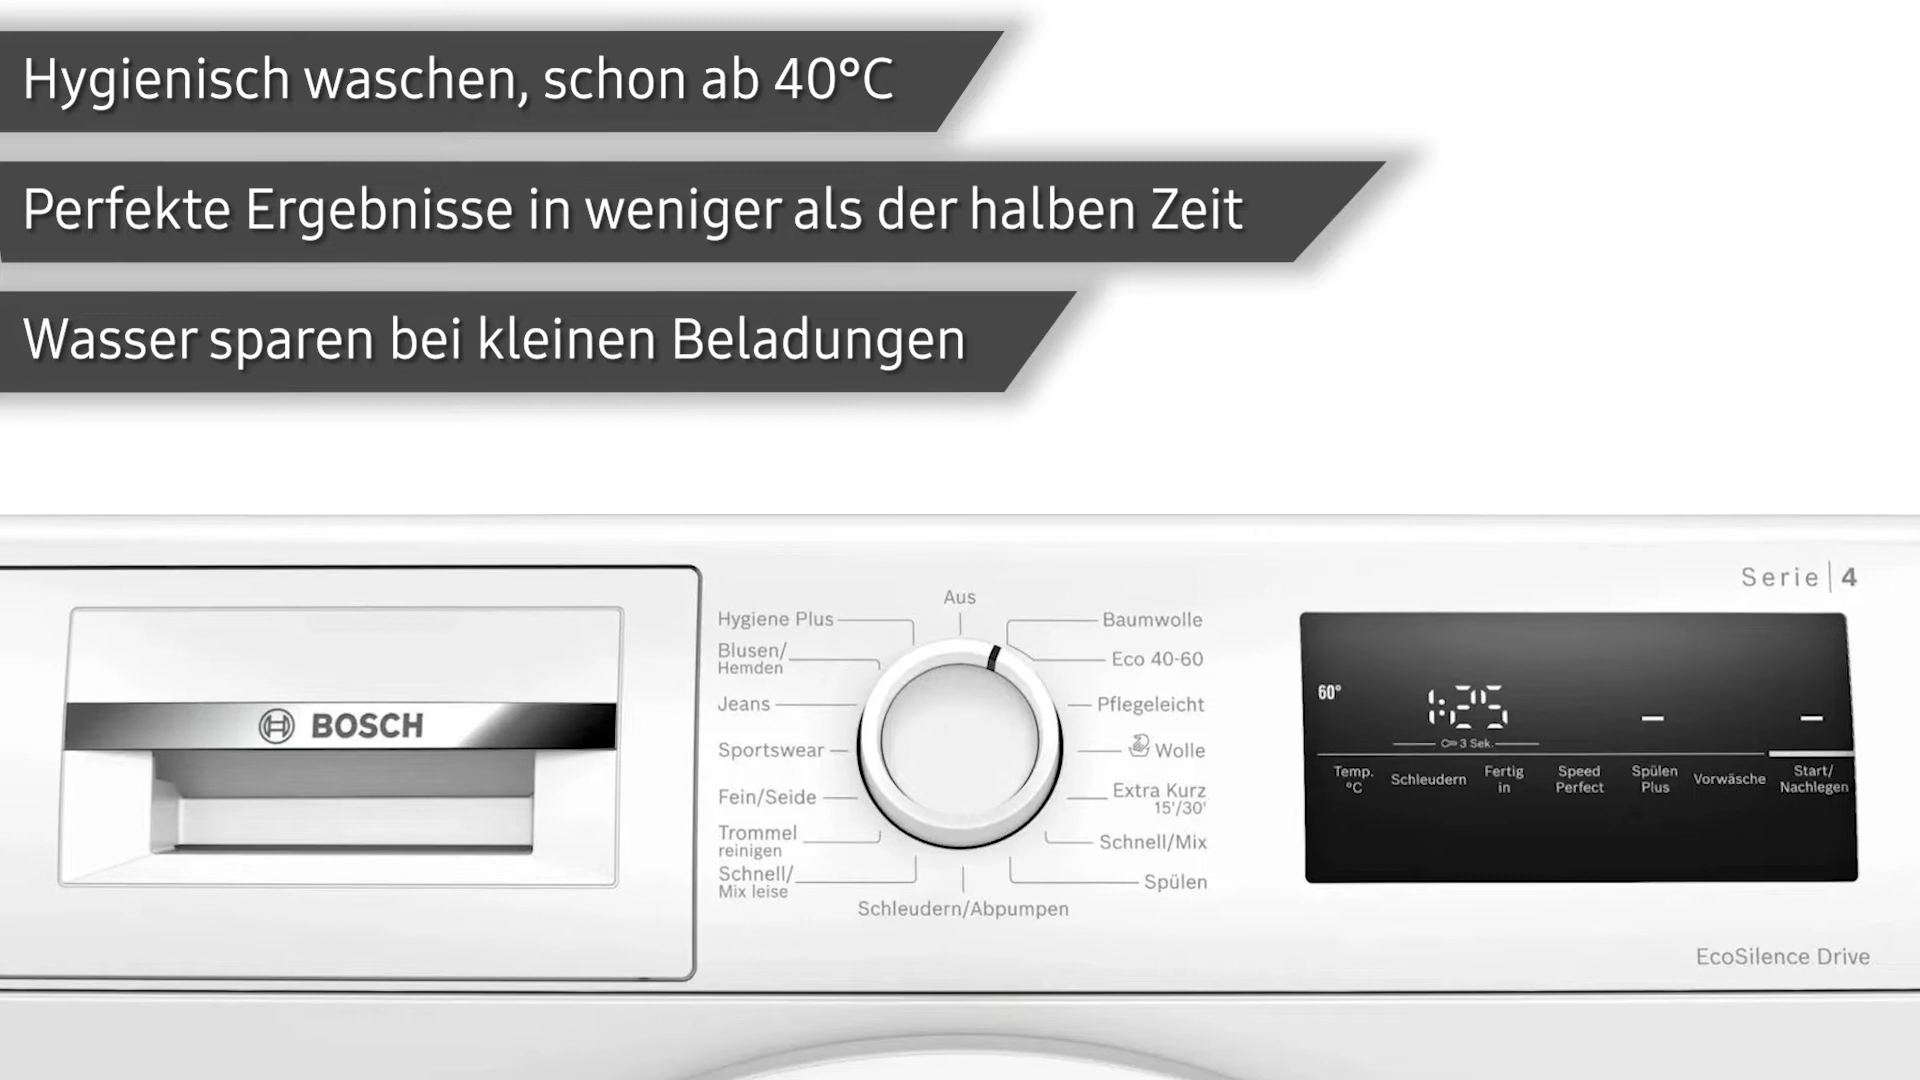 Hygienisch waschen, schon ab 40°C
Perfekte Ergebnisse in weniger als der halben Zeit
Wasser sparen bei kleinen Beladungen
Serie | 4
BOSCH
Aus
Hygiene Plus
Blusen/
Hemden
Jeans
Sportswear
Fein/Seide
Trommel
reinigen
Schnell/
Mix leise
Schleudern/Abpumpen
Baumwolle
Eco 40-60
Pflegeleicht
Wolle
Extra Kurz
15'/30'
Schnell/Mix
Spülen
60°
1:25
3 Sek.
Temp.
°C
Schleudern
Fertig
in
Speed
Perfect
Spülen
Plus
Vorwäsche
Start/
Nachlegen
EcoSilence Drive